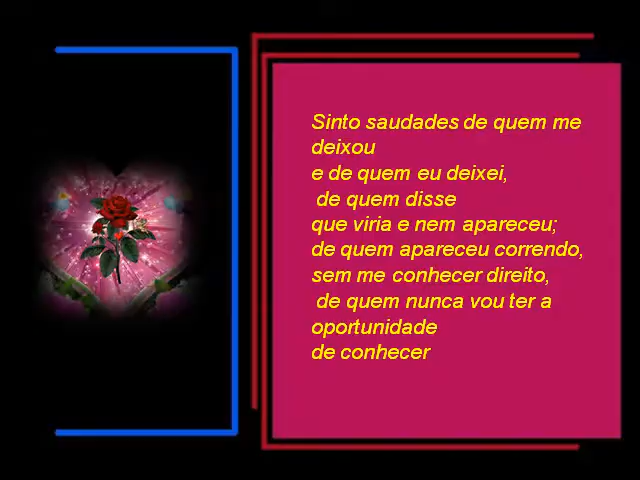 Sinto saudades de quem me
deixou
e de quem eu deixei,
de quem disse
que viria e nem apareceu;
de quem apareceu correndo,
sem me conhecer direito,
de quem nunca vou ter a
oportunidade
de conhecer